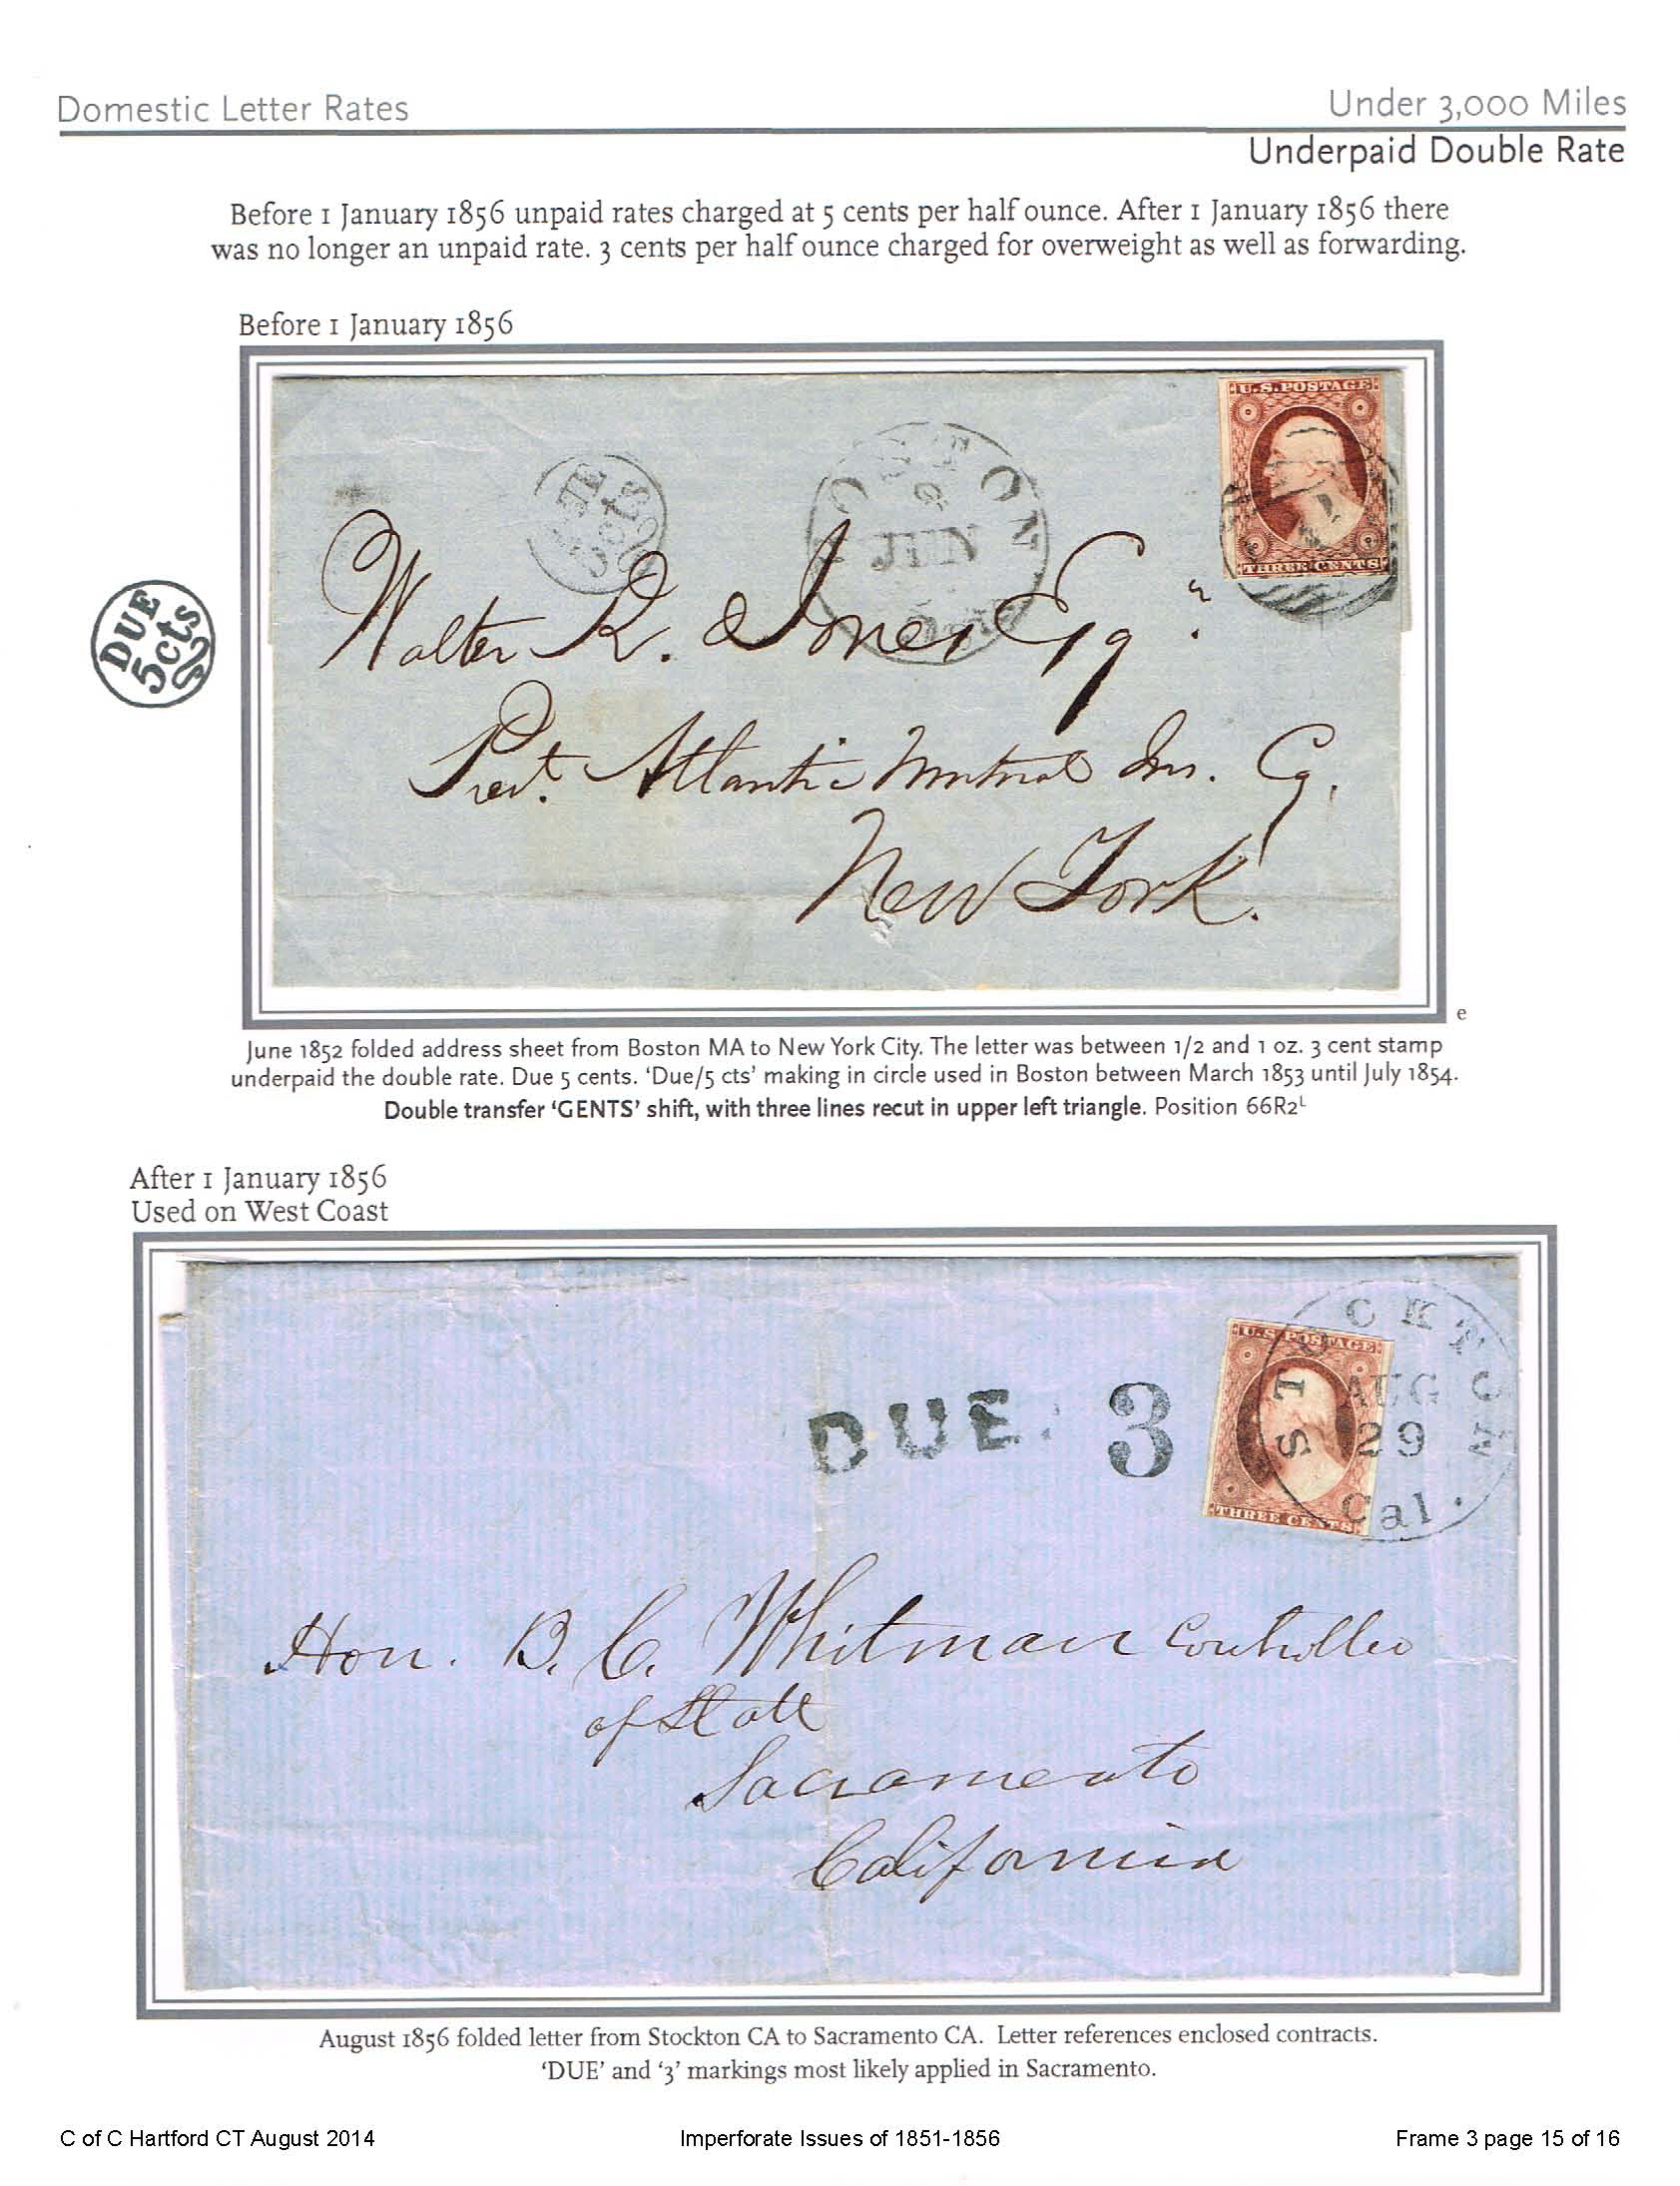 Domestic Letter Rates
Under 3,000 Miles
Underpaid Double Rate
Before 1 January 1856 unpaid rates charged at 5 cents per half ounce. After 1 January 1856 there
was no longer an unpaid rate. 3 cents per half ounce charged for overweight as well as forwarding.
Before 1 January 1856
U.S. POSTAGE
DUE
5cts
BOSTON
6
JUN
THREE CENTS
DUE
5cts
Walter R. Jones Esqr
Prest. Atlantic Mutual Ins. Co.
New York.
e
June 1852 folded address sheet from Boston MA to New York City. The letter was between 1/2 and 1 oz. 3 cent stamp
underpaid the double rate. Due 5 cents. ‘Due/5 cts’ making in circle used in Boston between March 1853 until July 1854.
Double transfer ‘GENTS’ shift, with three lines recut in upper left triangle. Position 66R2L
After 1 January 1856
Used on West Coast
U.S. POSTAGE
STOCKTON
AUG
29
Cal.
DUE 3
THREE CENTS
Hon. B. C. Whitman Controller
of State
Sacramento
California
August 1856 folded letter from Stockton CA to Sacramento CA. Letter references enclosed contracts.
‘DUE’ and ‘3’ markings most likely applied in Sacramento.
C of C Hartford CT August 2014
Imperforate Issues of 1851-1856
Frame 3 page 15 of 16